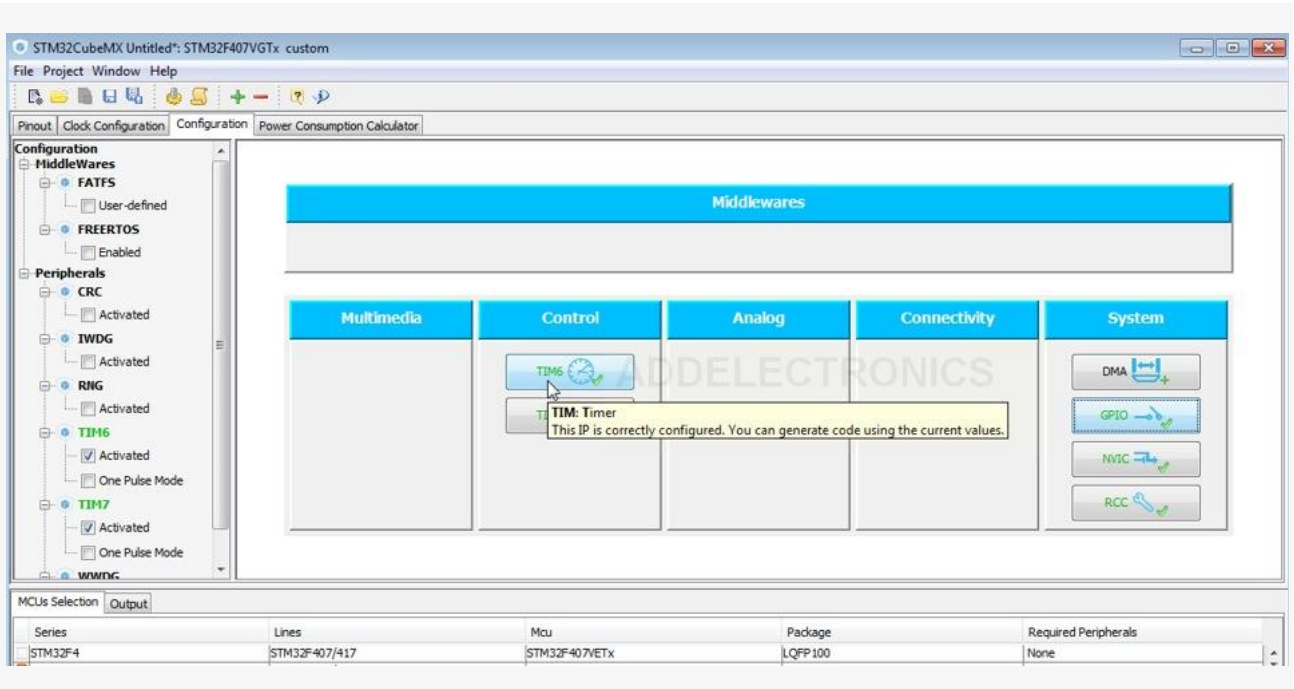 STM32CubeMX Untitled*: STM32F407VGTx custom
File Project Window Help
Pinout Clock Configuration Configuration Power Consumption Calculator
Configuration
MiddleWares
FATFS
User-defined
FREERTOS
Enabled
Peripherals
CRC
Activated
IWDG
Activated
RNG
Activated
TIM6
Activated
One Pulse Mode
TIM7
Activated
One Pulse Mode
WWDG
Middlewares
Multimedia Control Analog Connectivity System
TIM6
ADDELECTRONICS
TIM: Timer
This IP is correctly configured. You can generate code using the current values.
DMA
GPIO
NVIC
RCC
MCUs Selection Output
Series Lines Mcu Package Required Peripherals
STM32F4 STM32F407/417 STM32F407VETx LQFP100 None